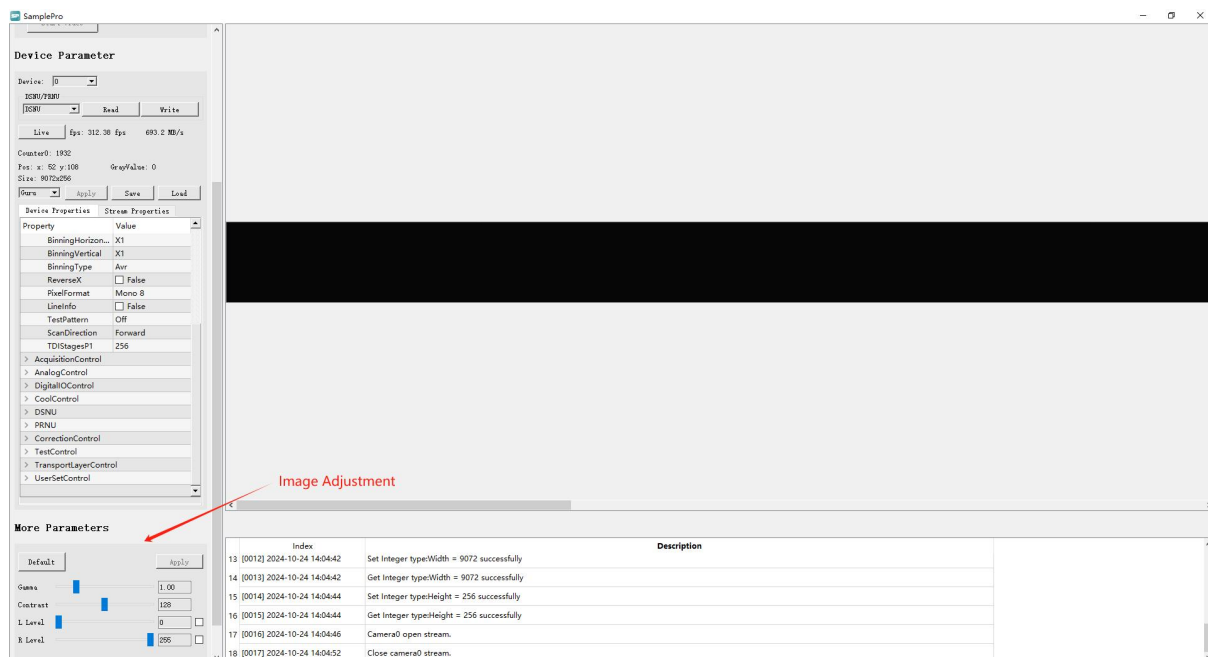 SamplePro
Device Parameter
Device: 0
DSNU/PRNU
DSNU Read Write
Live fps: 312.38 fps 693.2 MB/s
Counter0: 1932
Pos: x: 52 y:108 GrayValue: 0
Size: 9072x256
Guru Apply Save Load
Device Properties Stream Properties
Property Value
BinningHorizon... X1
BinningVertical X1
BinningType Avr
ReverseX False
PixelFormat Mono 8
LineInfo False
TestPattern Off
ScanDirection Forward
TDIStagesP1 256
> AcquisitionControl
> AnalogControl
> DigitalIOControl
> CoolControl
> DSNU
> PRNU
> CorrectionControl
> TestControl
> TransportLayerControl
> UserSetControl
Image Adjustment
More Parameters
Default Apply
Gamma 1.00
Contrast 128
L Level 0
R Level 255
Index Description
13 [0012] 2024-10-24 14:04:42 Set Integer type:Width = 9072 successfully
14 [0013] 2024-10-24 14:04:42 Get Integer type:Width = 9072 successfully
15 [0014] 2024-10-24 14:04:44 Set Integer type:Height = 256 successfully
16 [0015] 2024-10-24 14:04:44 Get Integer type:Height = 256 successfully
17 [0016] 2024-10-24 14:04:46 Camera0 open stream.
18 [0017] 2024-10-24 14:04:52 Close camera0 stream.